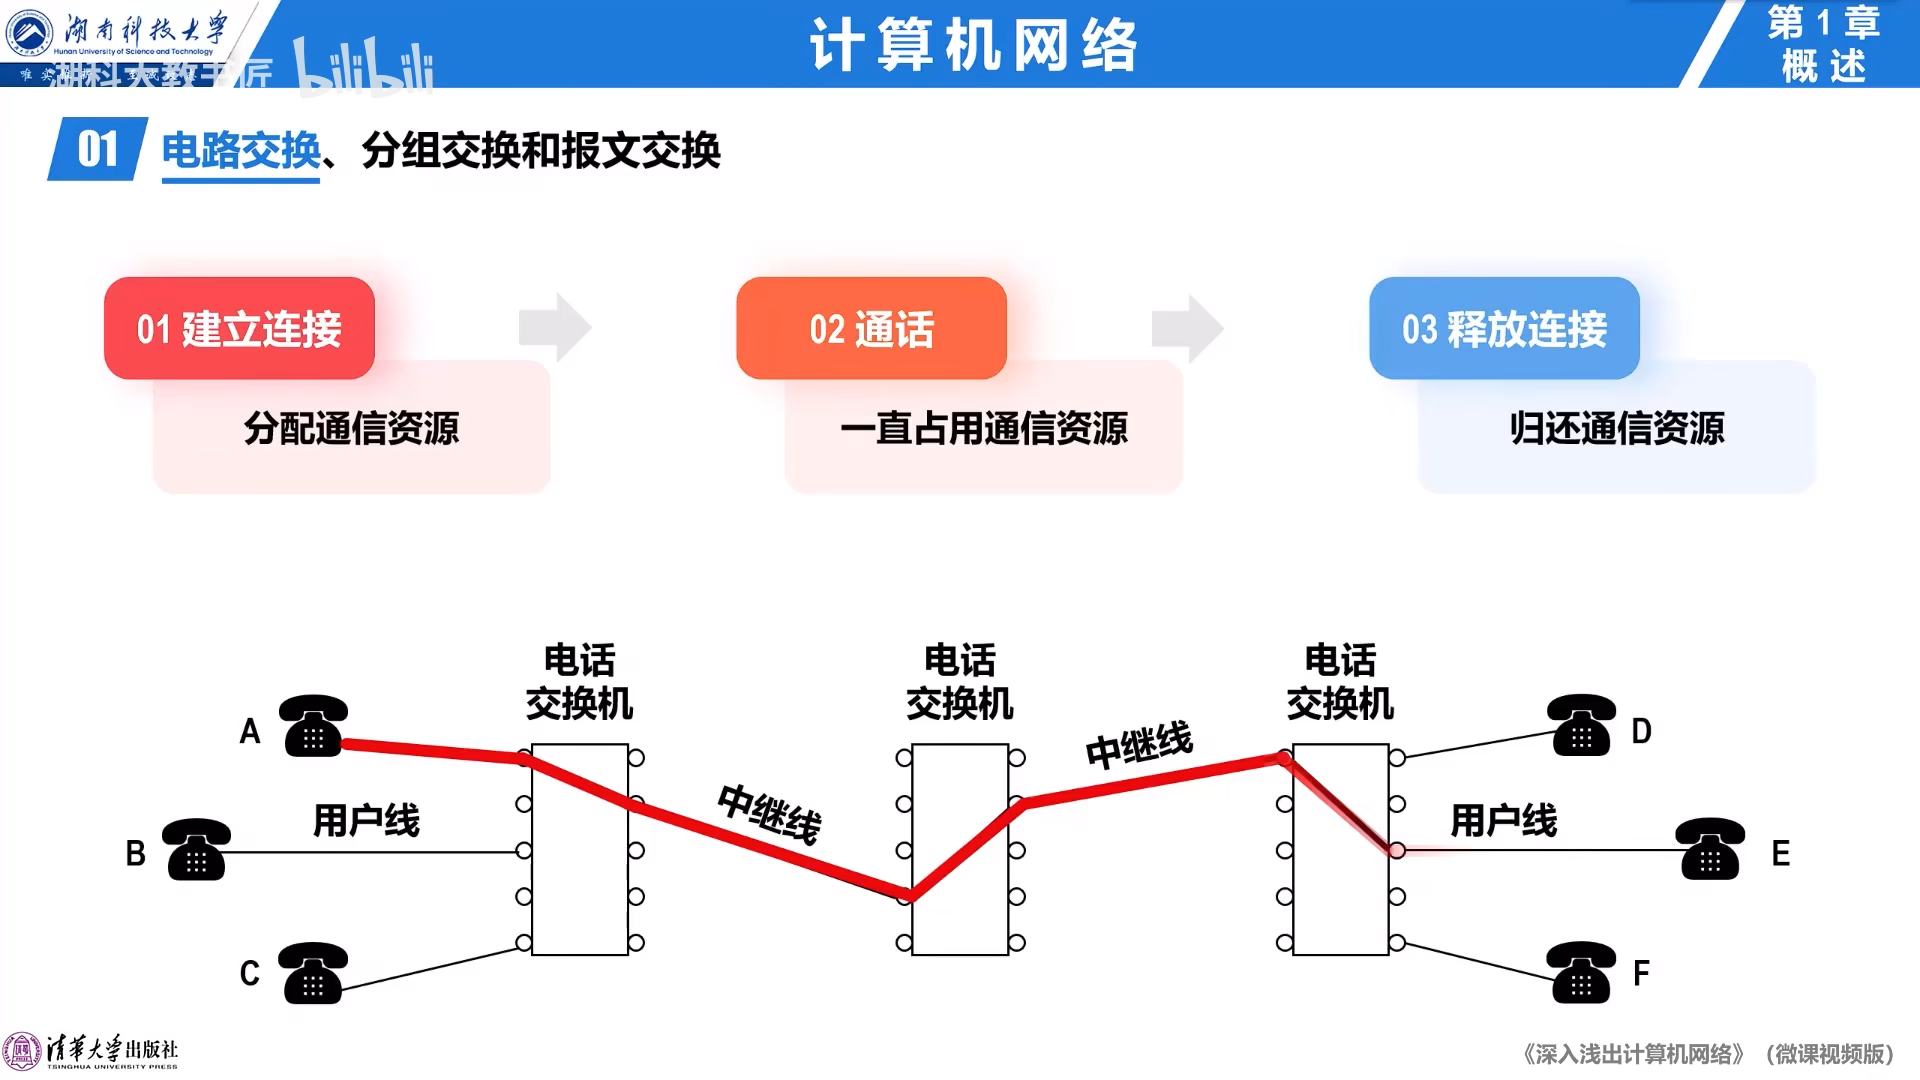 湖南科技大学
Hunan University of Science and Technology
湖科大教书匠 bilibili
计算机网络
第1章
概述
01 电路交换、分组交换和报文交换
01 建立连接
分配通信资源
02 通话
一直占用通信资源
03 释放连接
归还通信资源
电话
交换机
电话
交换机
电话
交换机
A
B
C
用户线
中继线
中继线
用户线
D
E
F
清华大学出版社
TSINGHUA UNIVERSITY PRESS
《深入浅出计算机网络》(微课视频版)